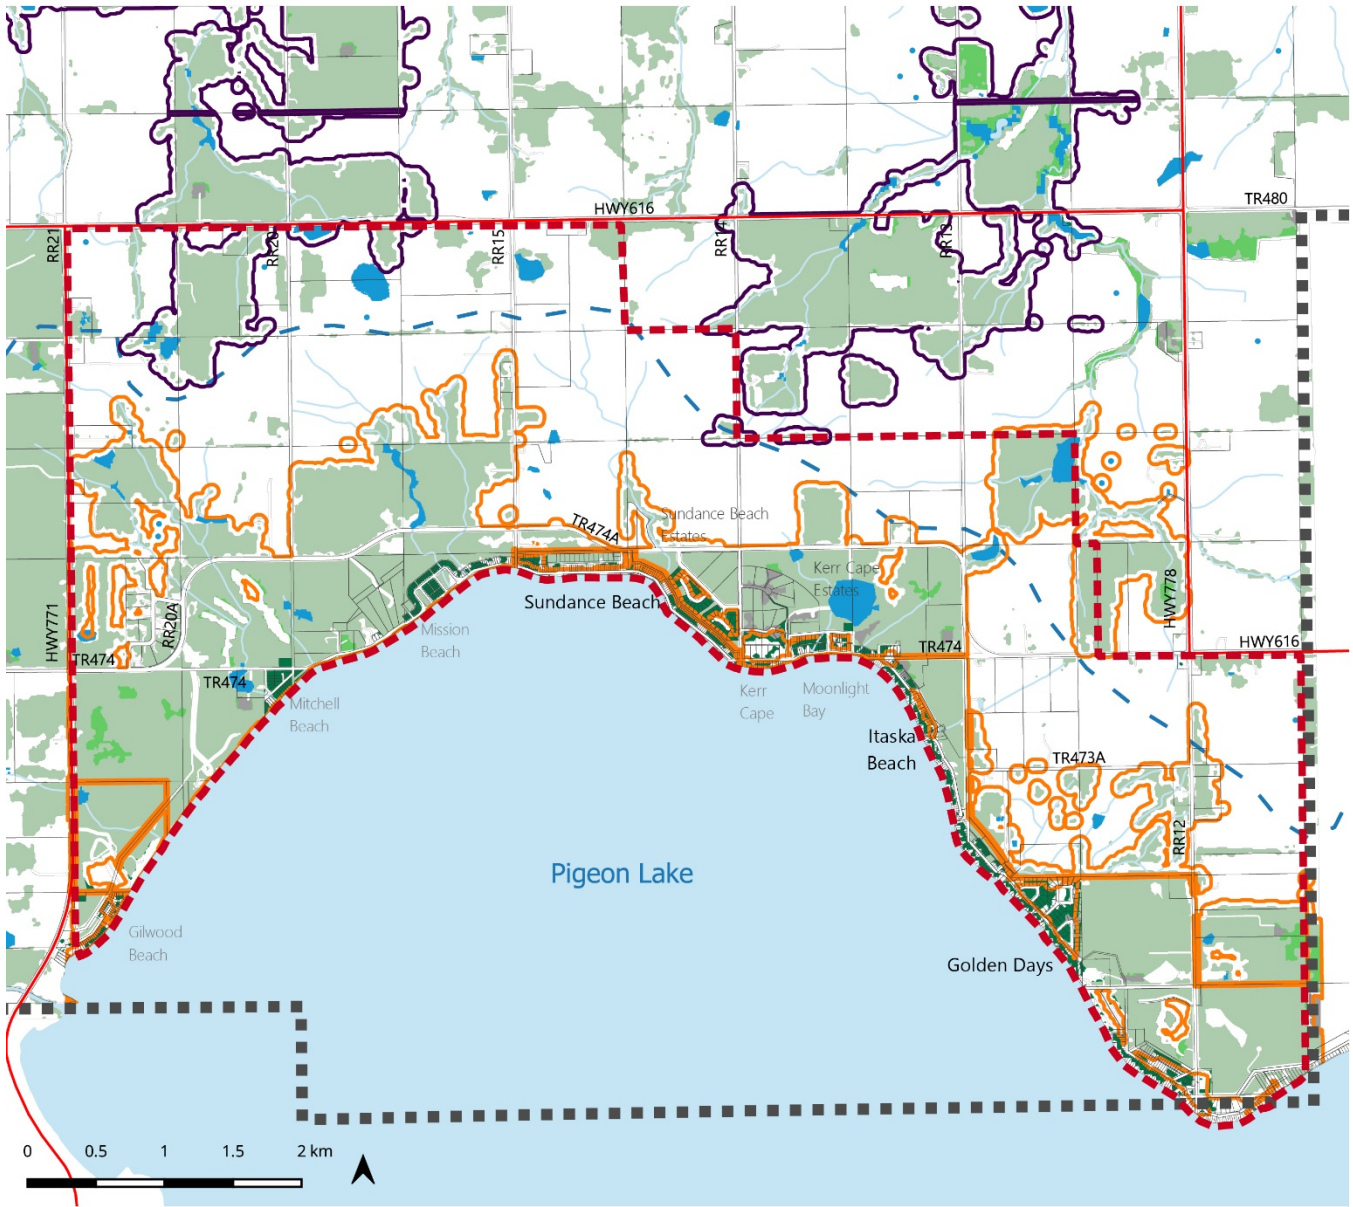 HWY616
TR480
RR21
RR20
RR15
RR14
RR13
TR474A
Sundance Beach
Estates
Kerr Cape
Estates
Sundance Beach
HWY771
RR20A
HWY778
Mission
Beach
TR474
TR474
HWY616
TR474
Mitchell
Beach
Kerr
Cape
Moonlight
Bay
Itaska
Beach
TR473A
RR12
Pigeon Lake
Gilwood
Beach
Golden Days
0 0.5 1 1.5 2 km